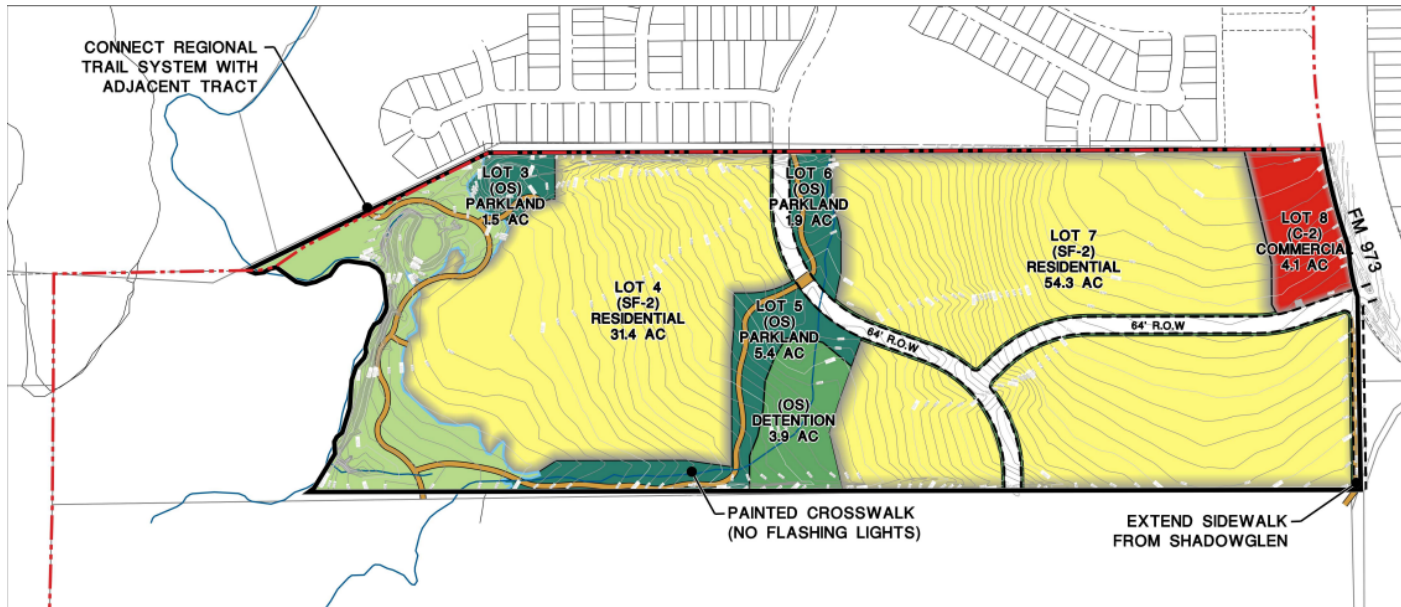 CONNECT REGIONAL
TRAIL SYSTEM WITH
ADJACENT TRACT
LOT 3
(OS)
PARKLAND
1.5 AC
LOT 6
(OS)
PARKLAND
1.9 AC
LOT 8
(C-2)
COMMERCIAL
4.1 AC
FM 973
LOT 7
(SF-2)
RESIDENTIAL
54.3 AC
LOT 4
(SF-2)
RESIDENTIAL
31.4 AC
LOT 5
(OS)
PARKLAND
5.4 AC
64' R.O.W
64' R.O.W
(OS)
DETENTION
3.9 AC
PAINTED CROSSWALK
(NO FLASHING LIGHTS)
EXTEND SIDEWALK
FROM SHADOWGLEN